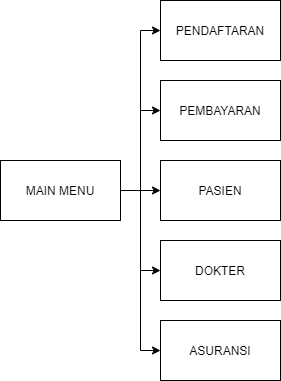 PENDAFTARAN
PEMBAYARAN
MAIN MENU
PASIEN
DOKTER
ASURANSI